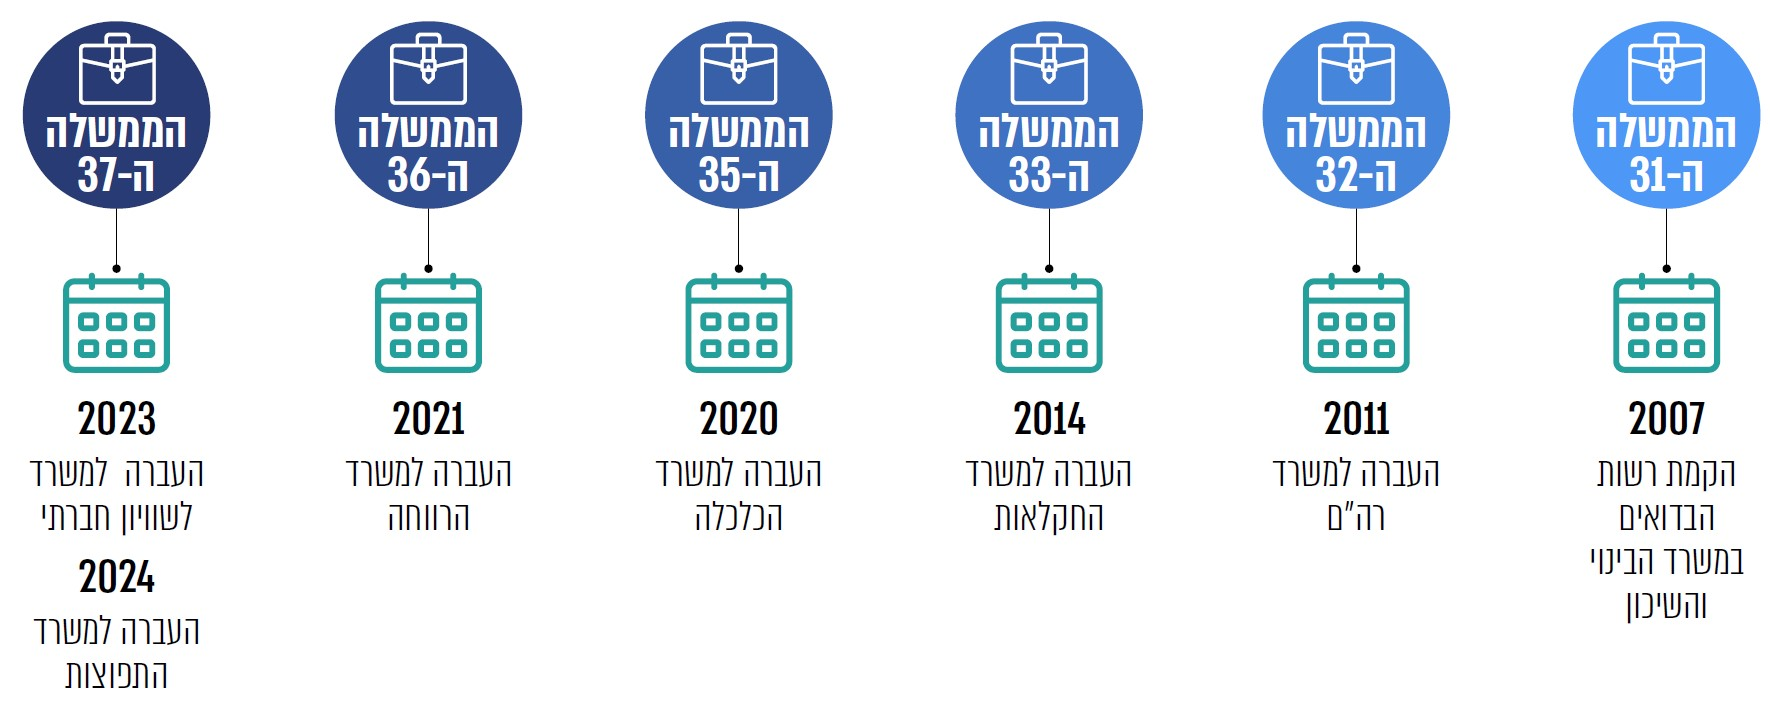 הממשלה
ה-31
2007
הקמת רשות
הבדואים
במשרד הבינוי
והשיכון
הממשלה
ה-32
2011
העברה למשרד
רה"ם
הממשלה
ה-33
2014
העברה למשרד
החקלאות
הממשלה
ה-35
2020
העברה למשרד
הכלכלה
הממשלה
ה-36
2021
העברה למשרד
הרווחה
הממשלה
ה-37
2023
העברה למשרד
לשוויון חברתי
2024
העברה למשרד
התפוצות